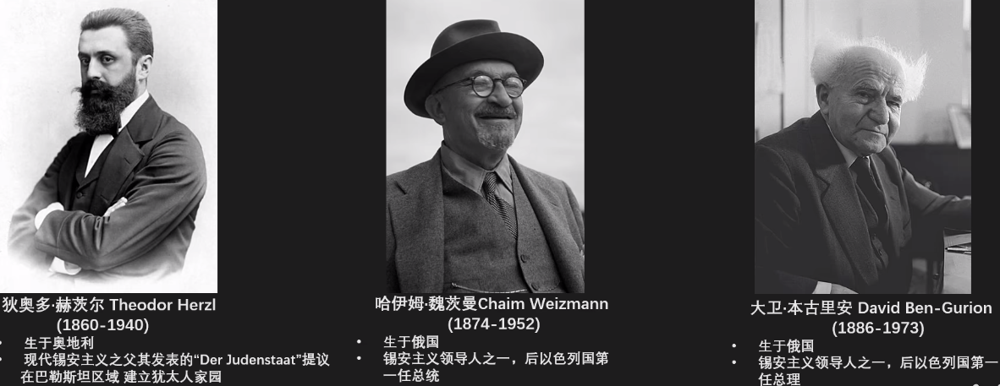 狄奥多·赫茨尔 Theodor Herzl
(1860-1940)
• 生于奥地利
• 现代锡安主义之父其发表的“Der Judenstaat”提议
在巴勒斯坦区域 建立犹太人家园
哈伊姆·魏茨曼Chaim Weizmann
(1874-1952)
• 生于俄国
• 锡安主义领导人之一，后以色列国第
一任总统
大卫·本古里安 David Ben-Gurion
(1886-1973)
• 生于俄国
• 锡安主义领导人之一，后以色列国第一
任总理